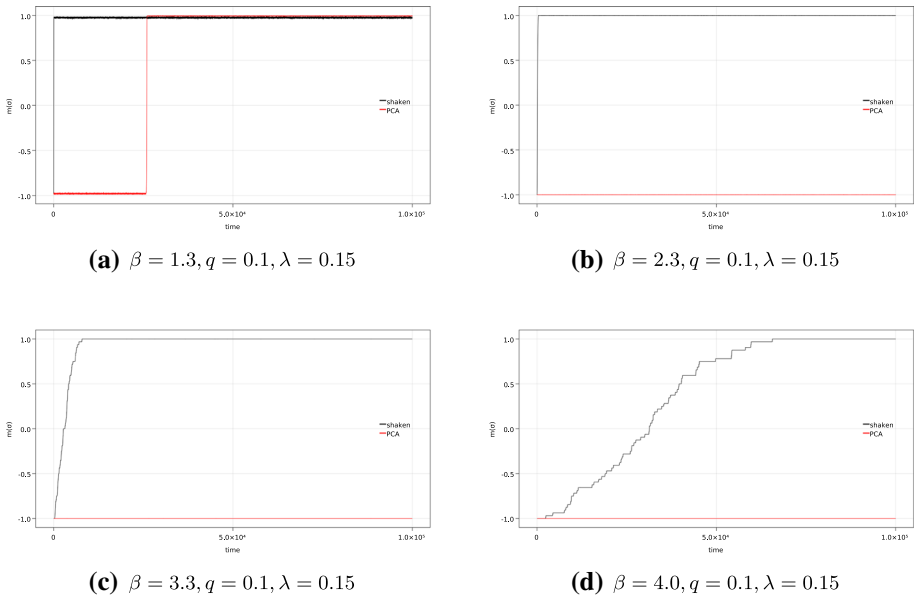 1.0
0.5
0.0
-0.5
-1.0
m(σ)
shaken
PCA
0 5.0×10⁴ 1.0×10⁵
time
(a) β = 1.3, q = 0.1, λ = 0.15
1.0
0.5
0.0
-0.5
-1.0
m(σ)
shaken
PCA
0 5.0×10⁴ 1.0×10⁵
time
(b) β = 2.3, q = 0.1, λ = 0.15
1.0
0.5
0.0
-0.5
-1.0
m(σ)
shaken
PCA
0 5.0×10⁴ 1.0×10⁵
time
(c) β = 3.3, q = 0.1, λ = 0.15
1.0
0.5
0.0
-0.5
-1.0
m(σ)
shaken
PCA
0 5.0×10⁴ 1.0×10⁵
time
(d) β = 4.0, q = 0.1, λ = 0.15